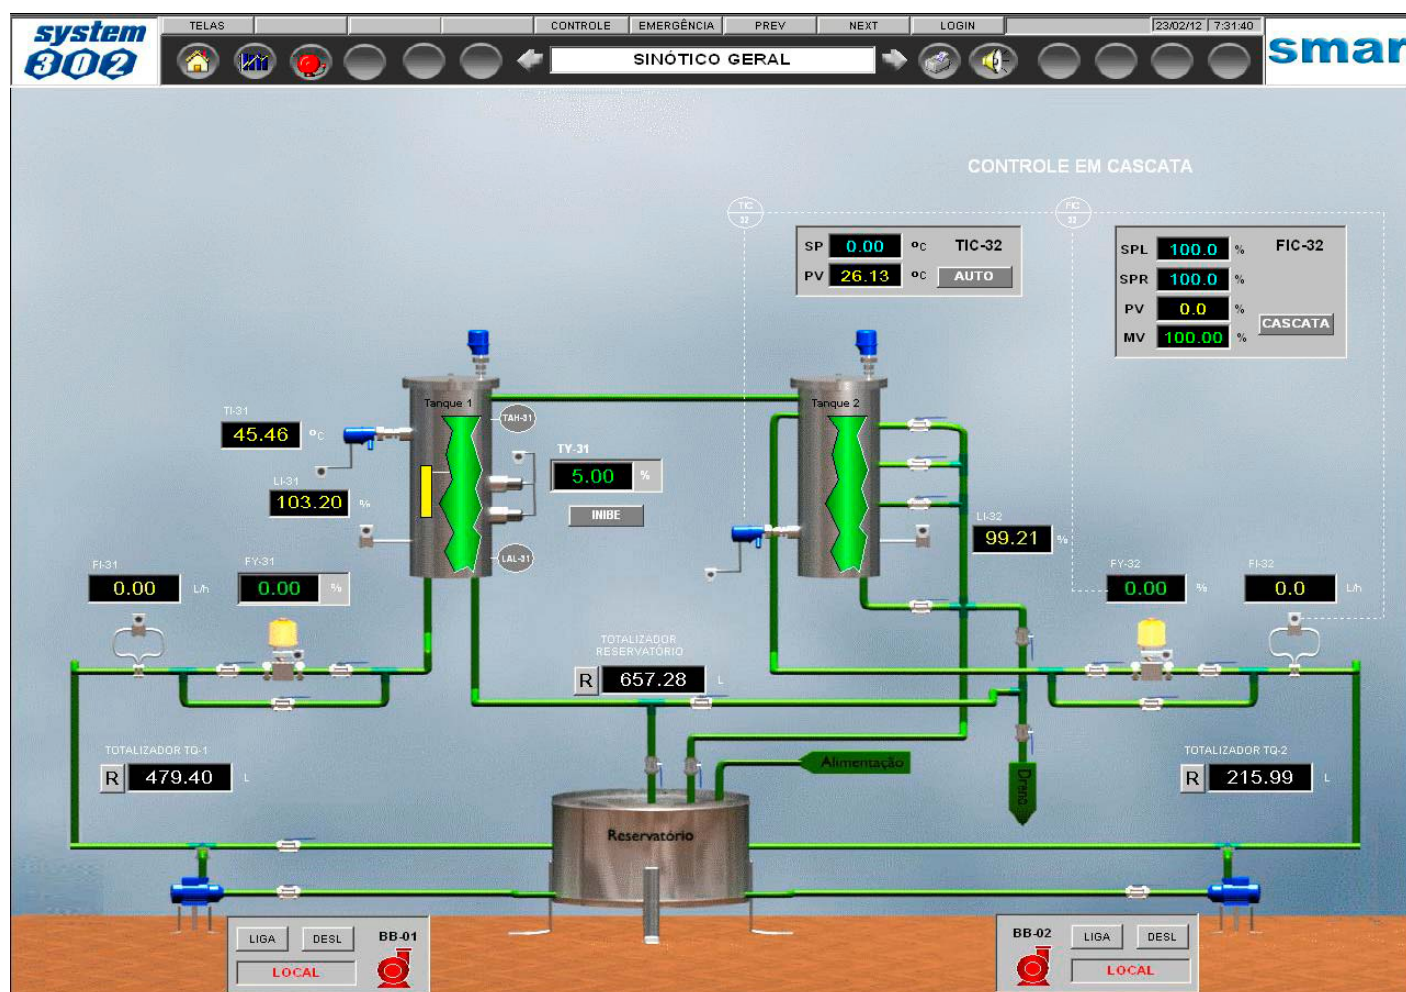 system
302
TELAS
CONTROLE
EMERGÊNCIA
PREV
NEXT
LOGIN
23/02/12
7:31:40
SINÓTICO GERAL
smar
CONTROLE EM CASCATA
TIC
32
FIC
32
SP 0.00 ºC TIC-32
PV 26.13 ºC AUTO
SPL 100.0 % FIC-32
SPR 100.0 %
PV 0.0 %
CASCATA
MV 100.00 %
Tanque 1
Tanque 2
TI-31
45.46 ºC
TAH-31
TY-31
5.00 %
INIBE
LI-31
103.20 %
LI-32
99.21 %
LAL-31
FI-31
0.00 L/h
FY-31
0.00 %
FY-32
0.00 %
FI-32
0.0 L/h
TOTALIZADOR
RESERVATÓRIO
R 657.28 L
TOTALIZADOR TQ-1
R 479.40 L
TOTALIZADOR TQ-2
R 215.99 L
Alimentação
Dreno
Reservatório
LIGA DESL BB-01
LOCAL
BB-02 LIGA DESL
LOCAL